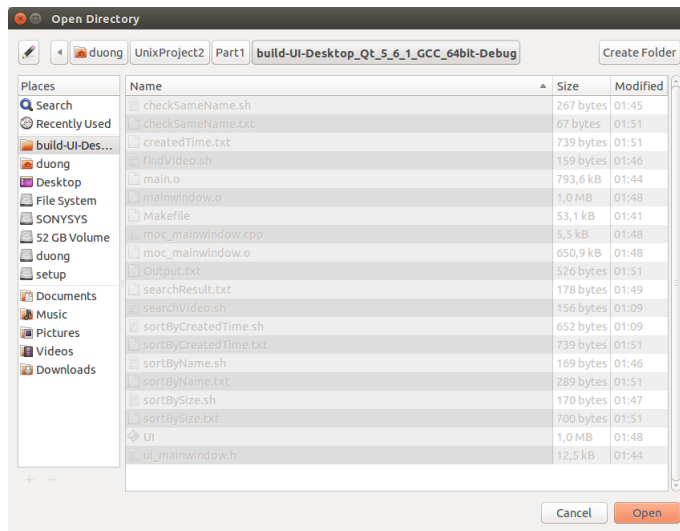 Open Directory
duong UnixProject2 Part1 build-UI-Desktop_Qt_5_6_1_GCC_64bit-Debug Create Folder
Places
Search
Recently Used
build-UI-Des...
duong
Desktop
File System
SONYSYS
52 GB Volume
duong
setup
Documents
Music
Pictures
Videos
Downloads
Name Size Modified
checkSameName.sh 267 bytes 01:45
checkSameName.txt 67 bytes 01:51
createdTime.txt 739 bytes 01:51
findVideo.sh 159 bytes 01:46
main.o 793,6 kB 01:44
mainwindow.o 1,0 MB 01:48
Makefile 53,1 kB 01:41
moc_mainwindow.cpp 5,5 kB 01:48
moc_mainwindow.o 650,9 kB 01:48
Output.txt 526 bytes 01:51
searchResult.txt 178 bytes 01:49
searchVideo.sh 156 bytes 01:09
sortByCreatedTime.sh 652 bytes 01:09
sortByCreatedTime.txt 739 bytes 01:51
sortByName.sh 169 bytes 01:46
sortByName.txt 289 bytes 01:51
sortBySize.sh 170 bytes 01:47
sortBySize.txt 700 bytes 01:51
UI 1,0 MB 01:48
ui_mainwindow.h 12,5 kB 01:44
Cancel Open